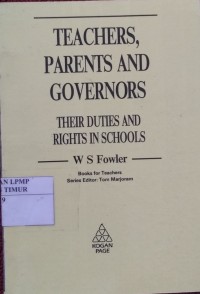 TEACHERS,
PARENTS AND
GOVERNORS
THEIR DUTIES AND
RIGHTS IN SCHOOLS
W S Fowler
Books for Teachers
Series Editor: Tom Marjoram
AN LPMP
TIMUR
9
KOGAN
PAGE